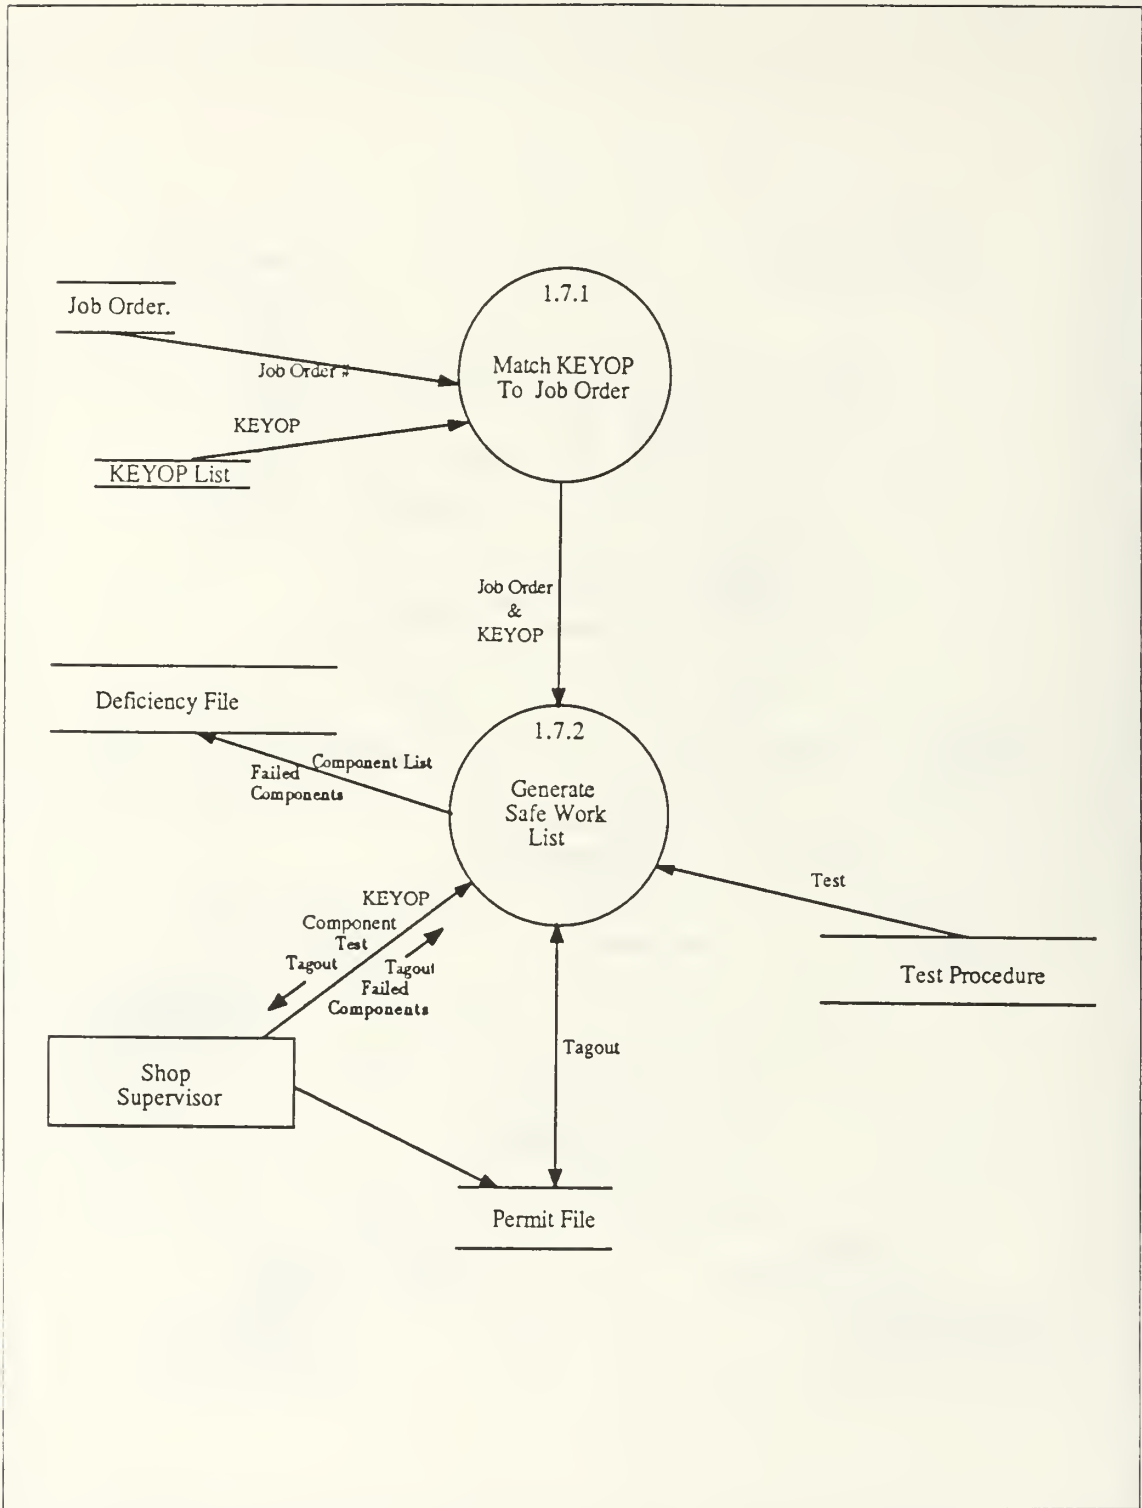 1.7.1
Job Order.
Match KEYOP
To Job Order
Job Order #
KEYOP
KEYOP List
Job Order
&
KEYOP
Deficiency File
1.7.2
Component List
Failed
Components
Generate
Safe Work
List
Test
KEYOP
Component
Test
Tagout
Tagout
Failed
Components
Test Procedure
Tagout
Shop
Supervisor
Permit File